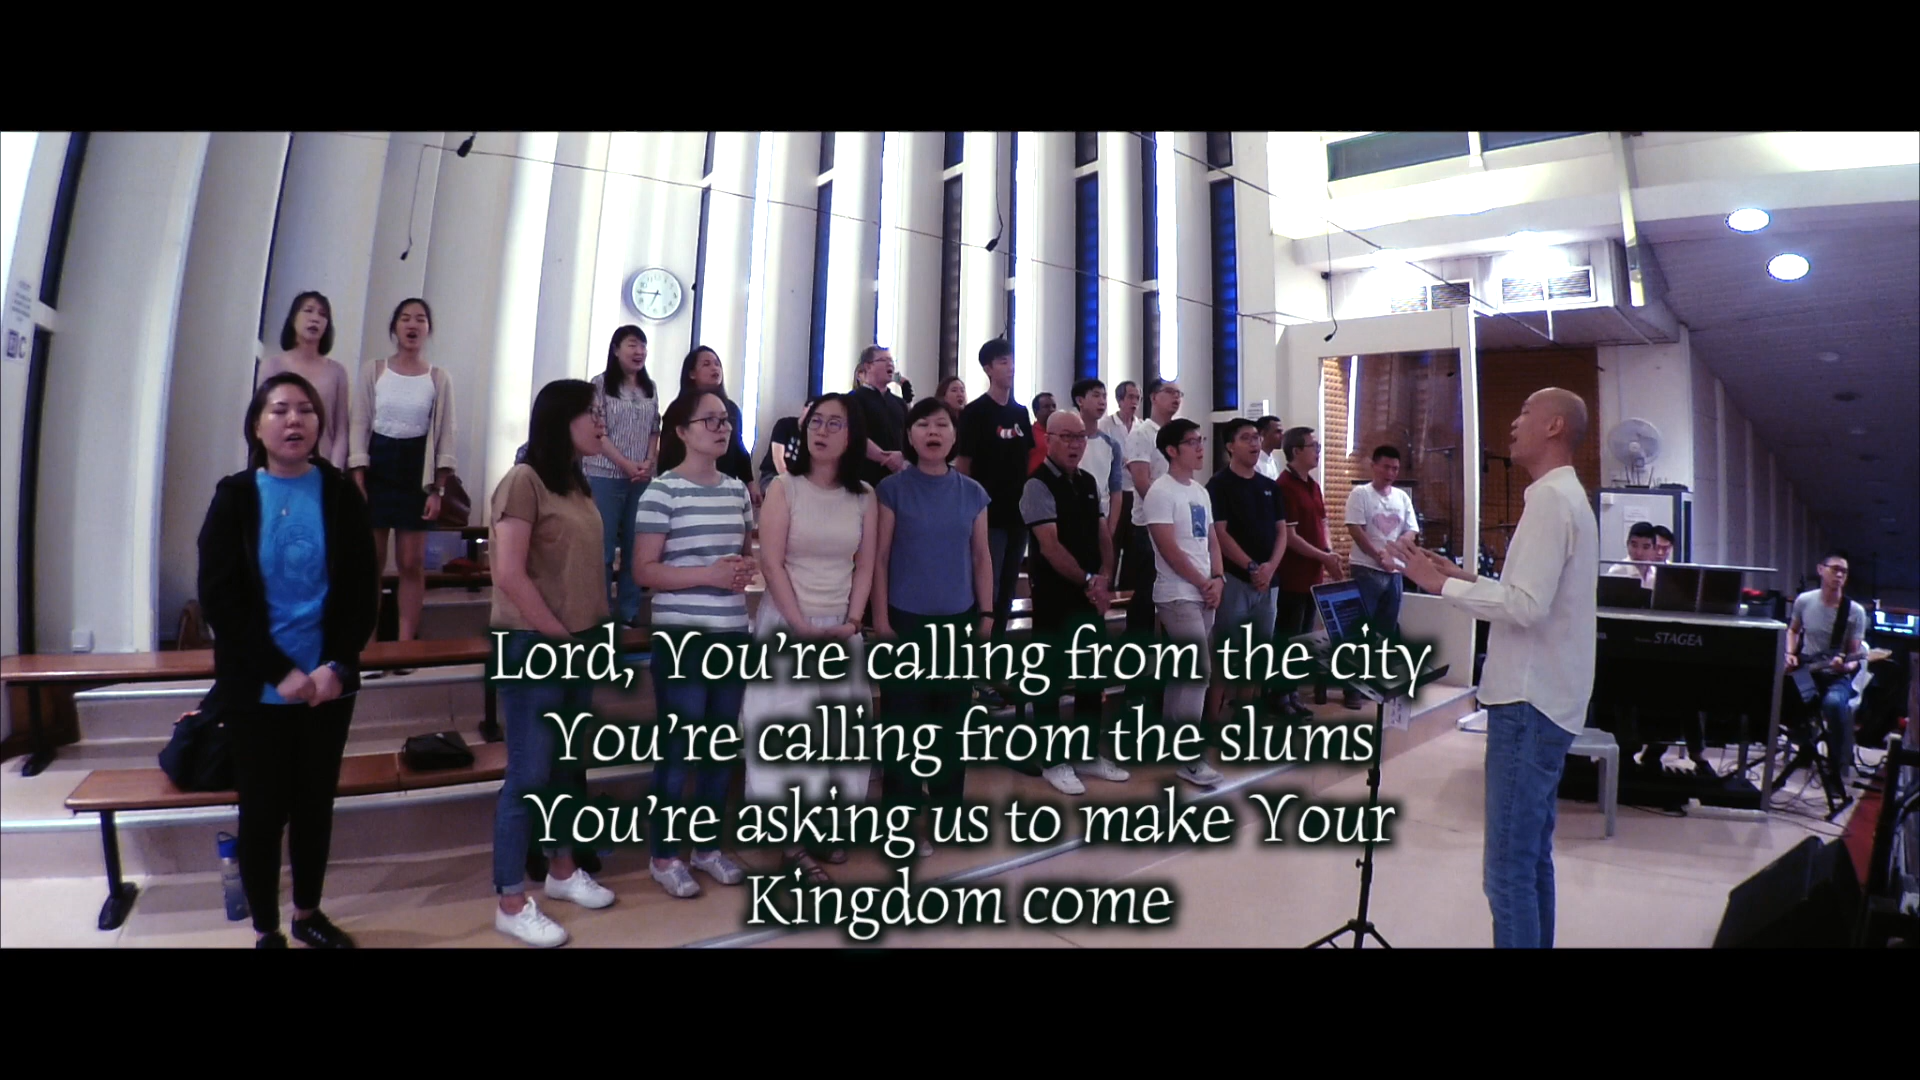 C
STAGEA
Lord, You're calling from the city
You're calling from the slums
You're asking us to make Your
Kingdom come